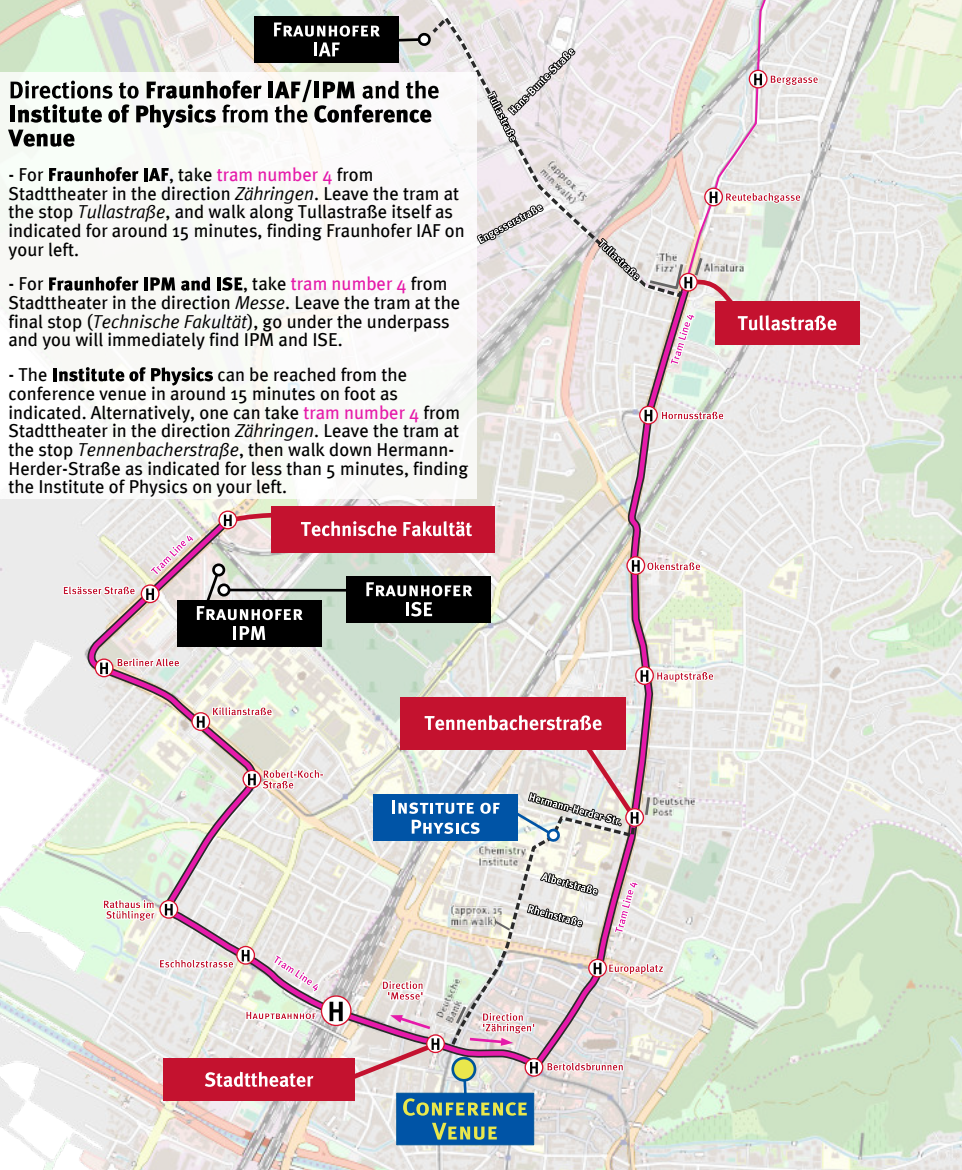 FRAUNHOFER
IAF
Directions to Fraunhofer IAF/IPM and the
Institute of Physics from the Conference
Venue
- For Fraunhofer IAF, take tram number 4 from
Stadttheater in the direction Zähringen. Leave the tram at
the stop Tullastraße, and walk along Tullastraße itself as
indicated for around 15 minutes, finding Fraunhofer IAF on
your left.
- For Fraunhofer IPM and ISE, take tram number 4 from
Stadttheater in the direction Messe. Leave the tram at the
final stop (Technische Fakultät), go under the underpass
and you will immediately find IPM and ISE.
- The Institute of Physics can be reached from the
conference venue in around 15 minutes on foot as
indicated. Alternatively, one can take tram number 4 from
Stadttheater in the direction Zähringen. Leave the tram at
the stop Tennenbacherstraße, then walk down Hermann-
Herder-Straße as indicated for less than 5 minutes, finding
the Institute of Physics on your left.
Hans-Bunte-Straße
Tullastraße
(approx. 15
min walk)
Engesserstraße
Tullastraße
H Berggasse
H Reutebachgasse
'The
Fizz'
Alnatura
H
Tullastraße
Tram Line 4
H Hornusstraße
H Okenstraße
H Hauptstraße
H
Technische Fakultät
Tram Line 4
Elsässer Straße H
FRAUNHOFER
IPM
FRAUNHOFER
ISE
H Berliner Allee
H Killianstraße
H Robert-Koch-
Straße
Tennenbacherstraße
H
Deutsche
Post
Hermann-Herder-Str.
INSTITUTE OF
PHYSICS
Chemistry
Institute
Albertstraße
Rheinstraße
(approx. 15
min walk)
Tram Line 4
Rathaus im
Stühlinger
H
Eschholzstrasse H
Tram Line 4
H Europaplatz
HAUPTBAHNHOF H
Direction
'Messe'
Deutsche
Bank
Direction
'Zähringen'
H
Stadttheater
H Bertoldsbrunnen
CONFERENCE
VENUE